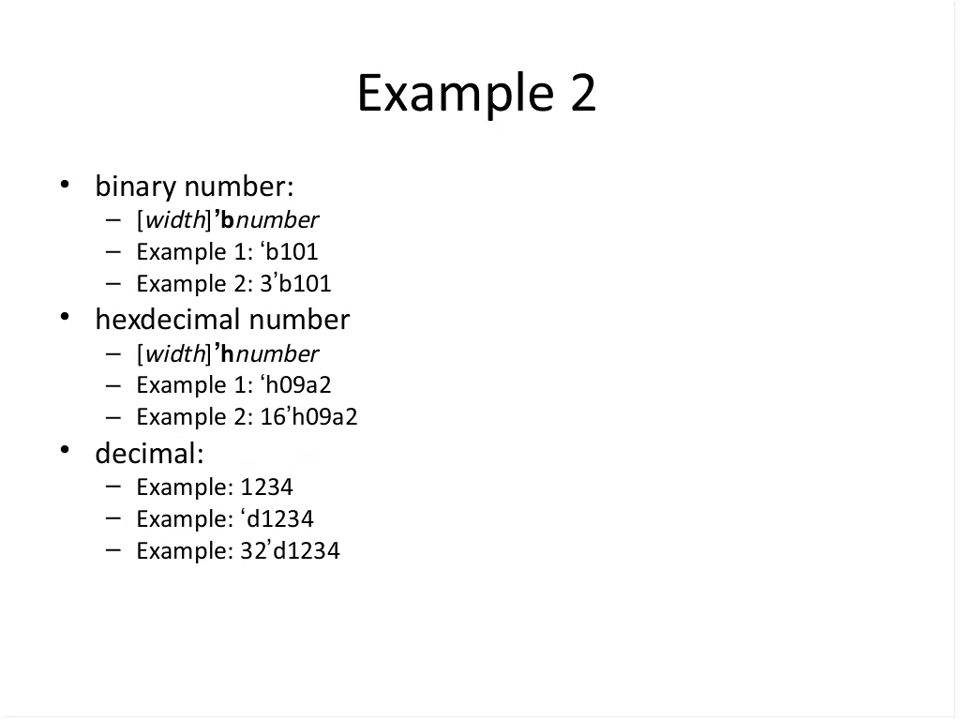 Example 2
• binary number:
– [width]’bnumber
– Example 1: ‘b101
– Example 2: 3’b101
• hexdecimal number
– [width]’hnumber
– Example 1: ‘h09a2
– Example 2: 16’h09a2
• decimal:
– Example: 1234
– Example: ‘d1234
– Example: 32’d1234